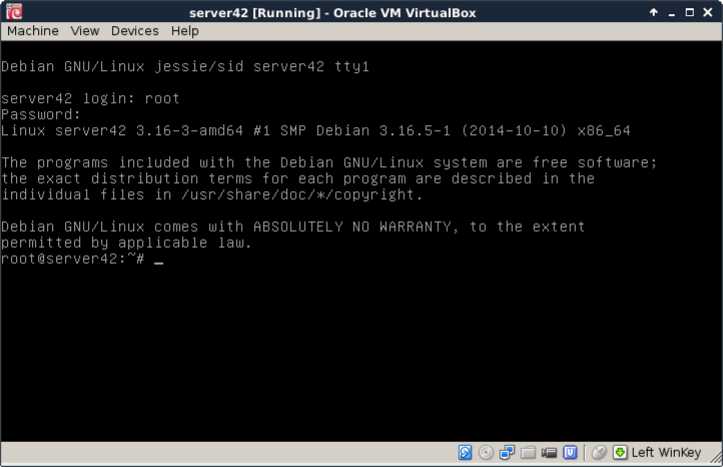 server42 [Running] - Oracle VM VirtualBox
Machine View Devices Help
Debian GNU/Linux jessie/sid server42 tty1
server42 login: root
Password:
Linux server42 3.16-3-amd64 #1 SMP Debian 3.16.5-1 (2014-10-10) x86_64
The programs included with the Debian GNU/Linux system are free software;
the exact distribution terms for each program are described in the
individual files in /usr/share/doc/*/copyright.
Debian GNU/Linux comes with ABSOLUTELY NO WARRANTY, to the extent
permitted by applicable law.
root@server42:~# _
Left WinKey